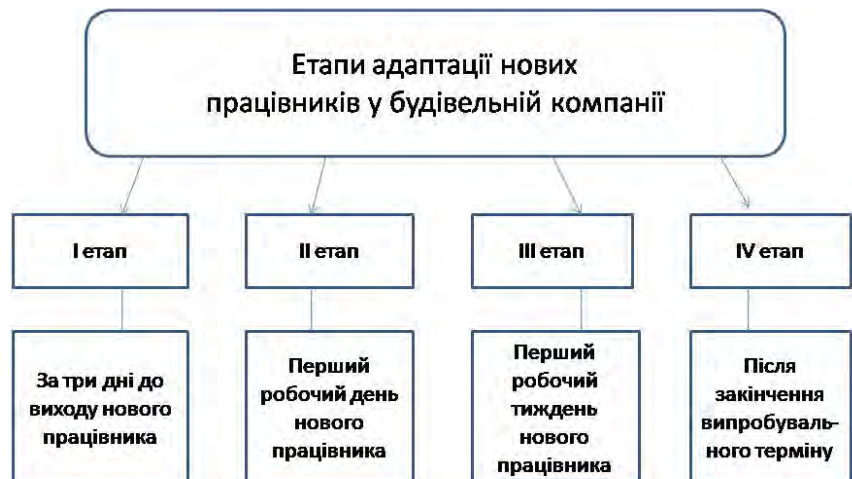 Етапи адаптації нових
працівників у будівельній компанії
І етап
ІІ етап
ІІІ етап
IV етап
За три дні до
виходу нового
працівника
Перший
робочий день
нового
працівника
Перший
робочий
тиждень
нового
працівника
Після
закінчення
випробуваль-
ного терміну